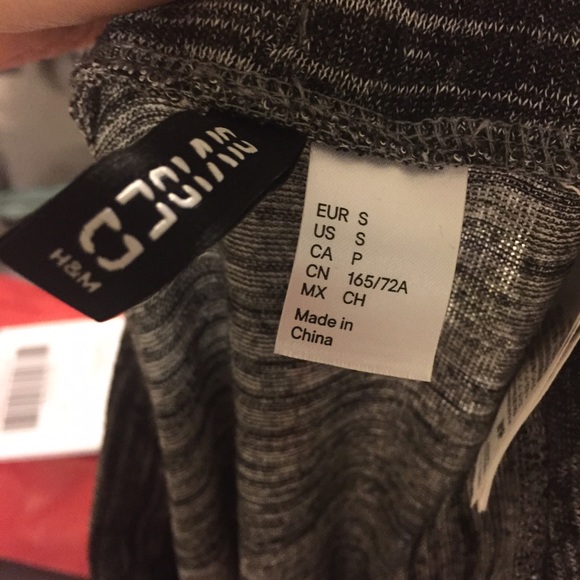 DIVIDED
H&M
EUR S
US S
CA P
CN 165/72A
MX CH
Made in
China